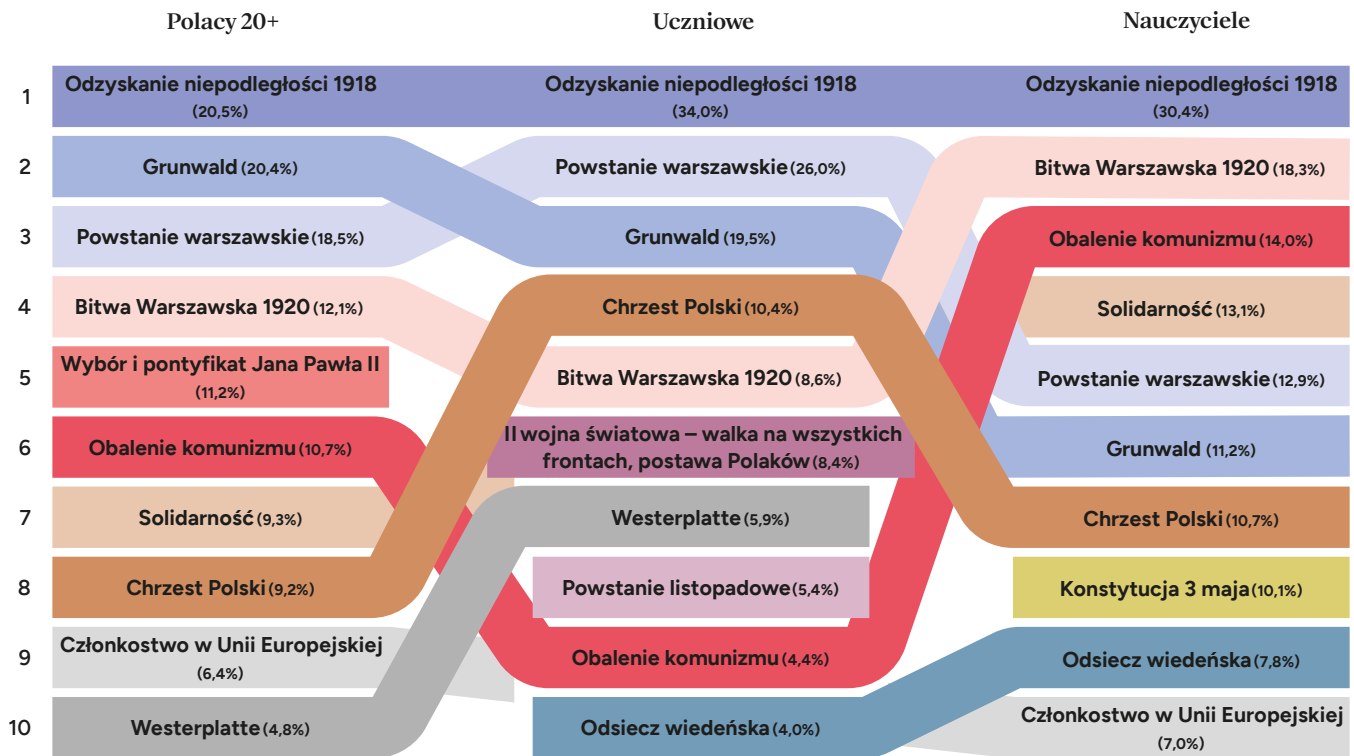 Polacy 20+
Uczniowe
Nauczyciele
1
Odzyskanie niepodległości 1918
(20,5%)
Odzyskanie niepodległości 1918
(34,0%)
Odzyskanie niepodległości 1918
(30,4%)
2
Grunwald (20,4%)
Powstanie warszawskie (26,0%)
Bitwa Warszawska 1920 (18,3%)
3
Powstanie warszawskie (18,5%)
Grunwald (19,5%)
Obalenie komunizmu (14,0%)
4
Bitwa Warszawska 1920 (12,1%)
Chrzest Polski (10,4%)
Solidarność (13,1%)
5
Wybór i pontyfikat Jana Pawła II
(11,2%)
Bitwa Warszawska 1920 (8,6%)
Powstanie warszawskie (12,9%)
6
Obalenie komunizmu (10,7%)
II wojna światowa – walka na wszystkich
frontach, postawa Polaków (8,4%)
Grunwald (11,2%)
7
Solidarność (9,3%)
Westerplatte (5,9%)
Chrzest Polski (10,7%)
8
Chrzest Polski (9,2%)
Powstanie listopadowe (5,4%)
Konstytucja 3 maja (10,1%)
9
Członkostwo w Unii Europejskiej
(6,4%)
Obalenie komunizmu (4,4%)
Odsiecz wiedeńska (7,8%)
10
Westerplatte (4,8%)
Odsiecz wiedeńska (4,0%)
Członkostwo w Unii Europejskiej
(7,0%)